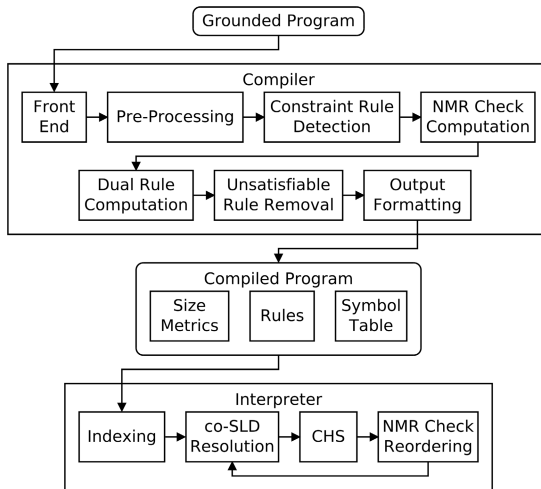 Grounded Program
Compiler
Front
End
Pre-Processing
Constraint Rule
Detection
NMR Check
Computation
Dual Rule
Computation
Unsatisfiable
Rule Removal
Output
Formatting
Compiled Program
Size
Metrics
Rules
Symbol
Table
Interpreter
Indexing
co-SLD
Resolution
CHS
NMR Check
Reordering